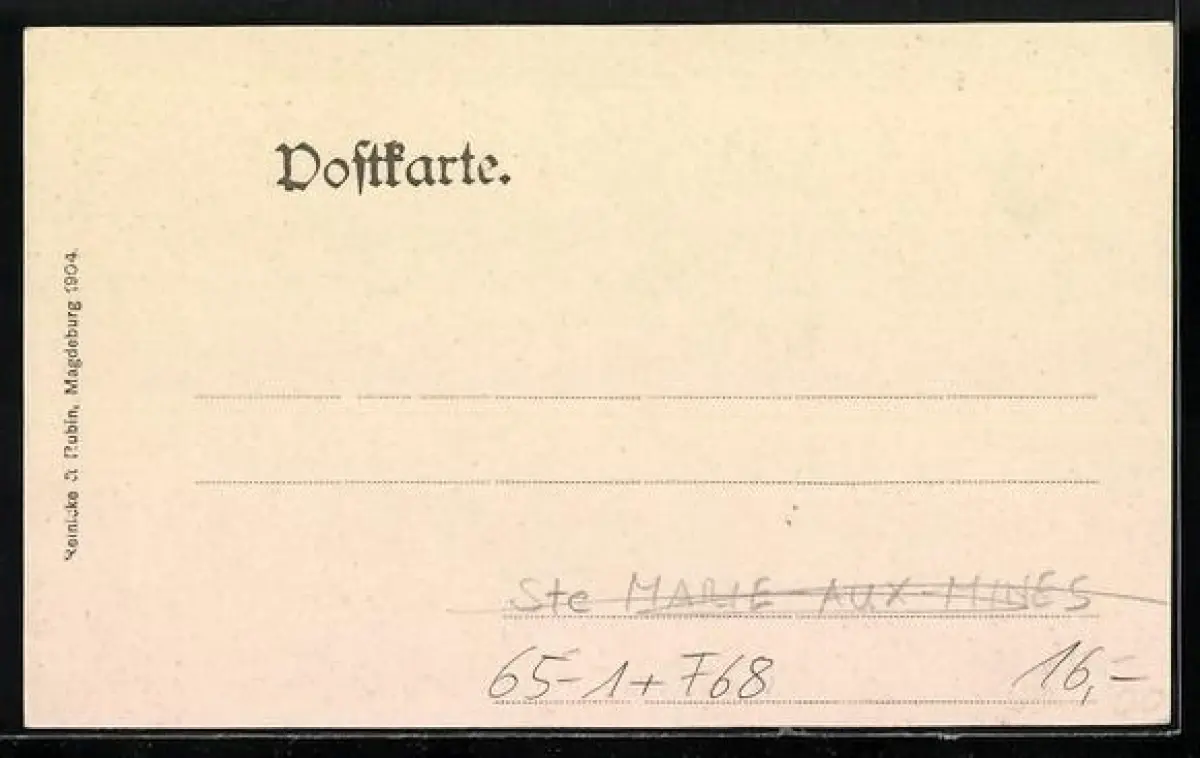 Postkarte.
Reinicke & Rubin, Magdeburg 1904.
Ste MARIE-AUX-MINES
65-1+F68 16,-